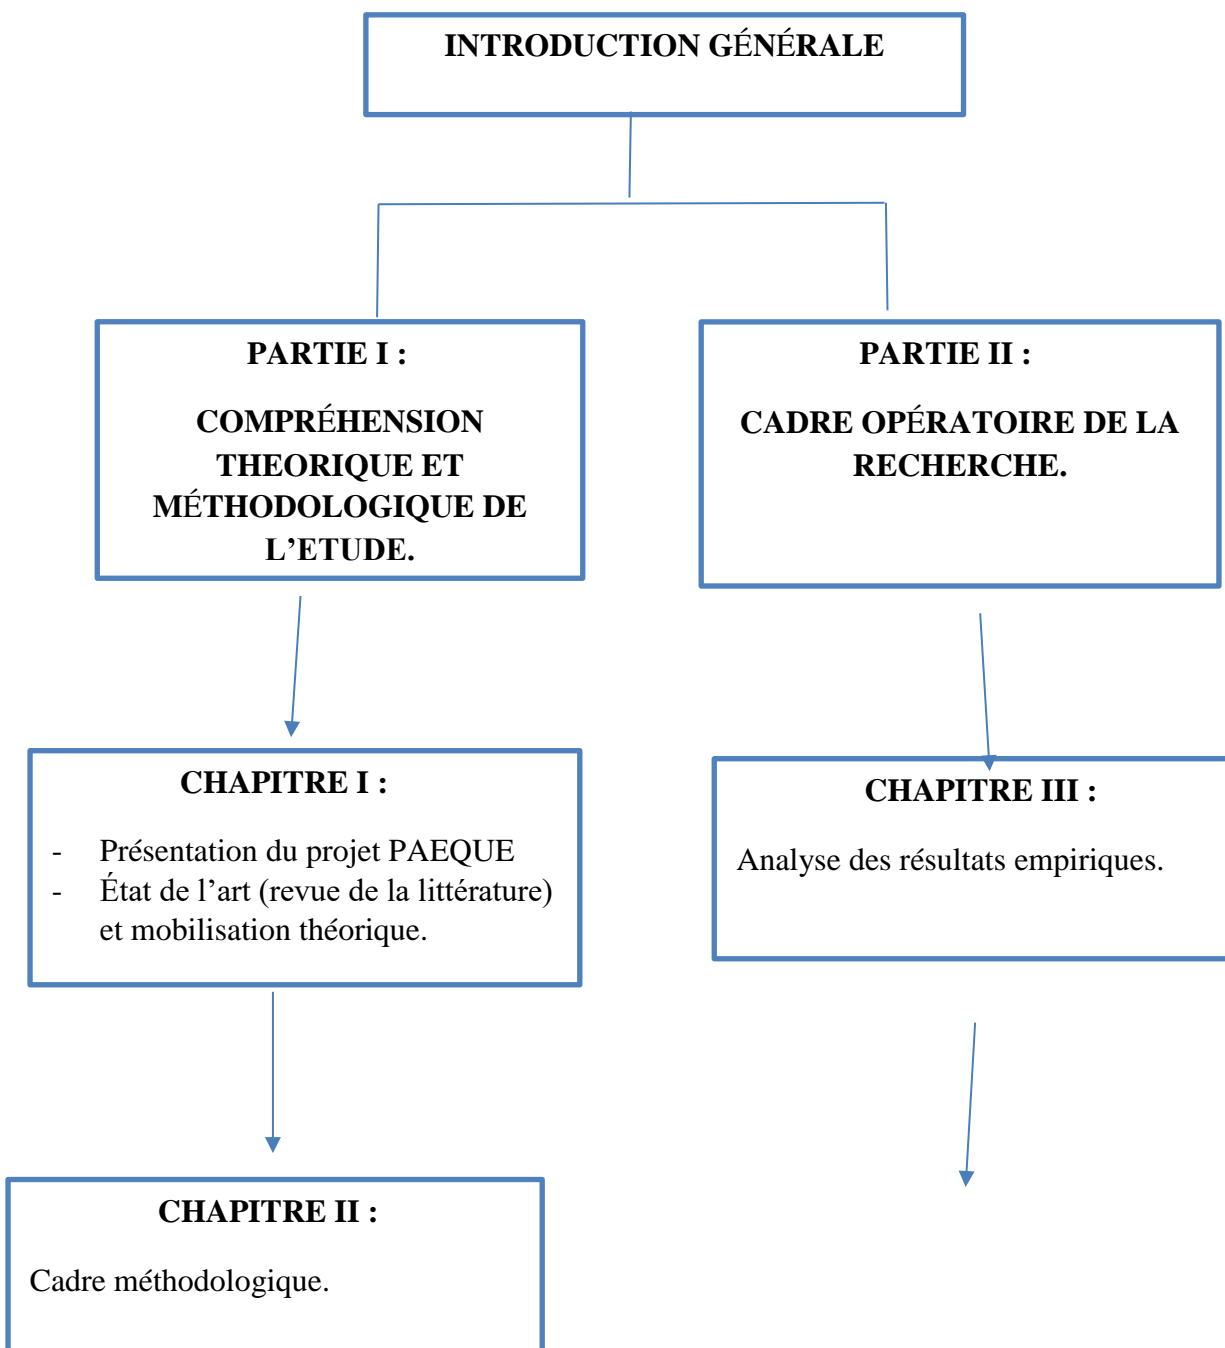 INTRODUCTION GÉNÉRALE
PARTIE I :
COMPRÉHENSION
THEORIQUE ET
MÉTHODOLOGIQUE DE
L’ETUDE.
PARTIE II :
CADRE OPÉRATOIRE DE LA
RECHERCHE.
CHAPITRE I :
- Présentation du projet PAEQUE
- État de l’art (revue de la littérature)
et mobilisation théorique.
CHAPITRE III :
Analyse des résultats empiriques.
CHAPITRE II :
Cadre méthodologique.